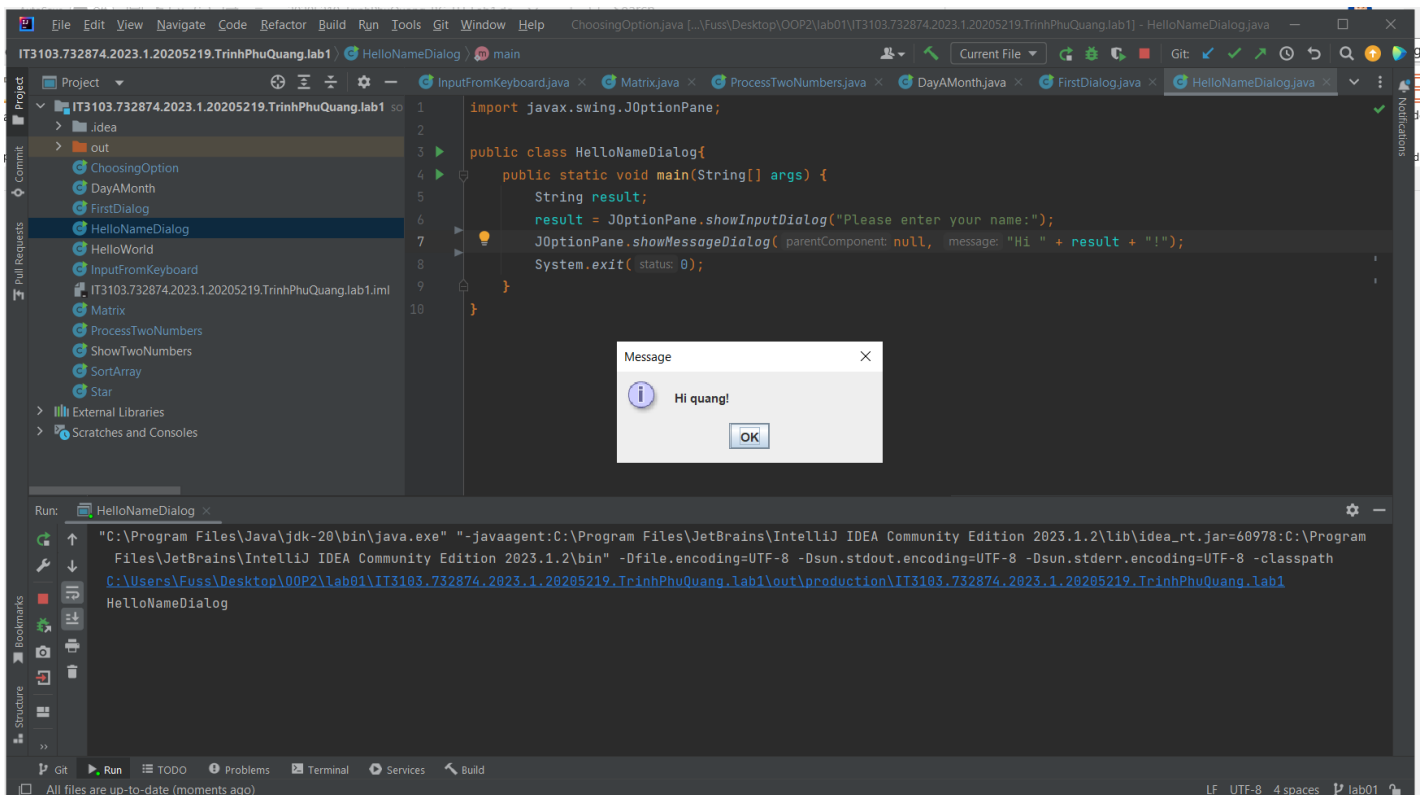 File Edit View Navigate Code Refactor Build Run Tools Git Window Help ChoosingOption.java [...\Fuss\Desktop\OOP2\lab01\IT3103.732874.2023.1.20205219.TrinhPhuQuang.lab1] - HelloNameDialog.java
IT3103.732874.2023.1.20205219.TrinhPhuQuang.lab1 HelloNameDialog main Current File Git:
Project InputFromKeyboard.java Matrix.java ProcessTwoNumbers.java DayAMonth.java FirstDialog.java HelloNameDialog.java
Project
Commit
Pull Requests
Bookmarks
Structure
Notifications
IT3103.732874.2023.1.20205219.TrinhPhuQuang.lab1 so
.idea
out
ChoosingOption
DayAMonth
FirstDialog
HelloNameDialog
HelloWorld
InputFromKeyboard
IT3103.732874.2023.1.20205219.TrinhPhuQuang.lab1.iml
Matrix
ProcessTwoNumbers
ShowTwoNumbers
SortArray
Star
External Libraries
Scratches and Consoles
1 import javax.swing.JOptionPane;
2
3 public class HelloNameDialog{
4 public static void main(String[] args) {
5 String result;
6 result = JOptionPane.showInputDialog("Please enter your name:");
7 JOptionPane.showMessageDialog( parentComponent: null, message: "Hi " + result + "!");
8 System.exit( status: 0);
9 }
10 }
Message
Hi quang!
OK
Run: HelloNameDialog
"C:\Program Files\Java\jdk-20\bin\java.exe" "-javaagent:C:\Program Files\JetBrains\IntelliJ IDEA Community Edition 2023.1.2\lib\idea_rt.jar=60978:C:\Program
Files\JetBrains\IntelliJ IDEA Community Edition 2023.1.2\bin" -Dfile.encoding=UTF-8 -Dsun.stdout.encoding=UTF-8 -Dsun.stderr.encoding=UTF-8 -classpath
C:\Users\Fuss\Desktop\OOP2\lab01\IT3103.732874.2023.1.20205219.TrinhPhuQuang.lab1\out\production\IT3103.732874.2023.1.20205219.TrinhPhuQuang.lab1
HelloNameDialog
Git Run TODO Problems Terminal Services Build
All files are up-to-date (moments ago) LF UTF-8 4 spaces lab01